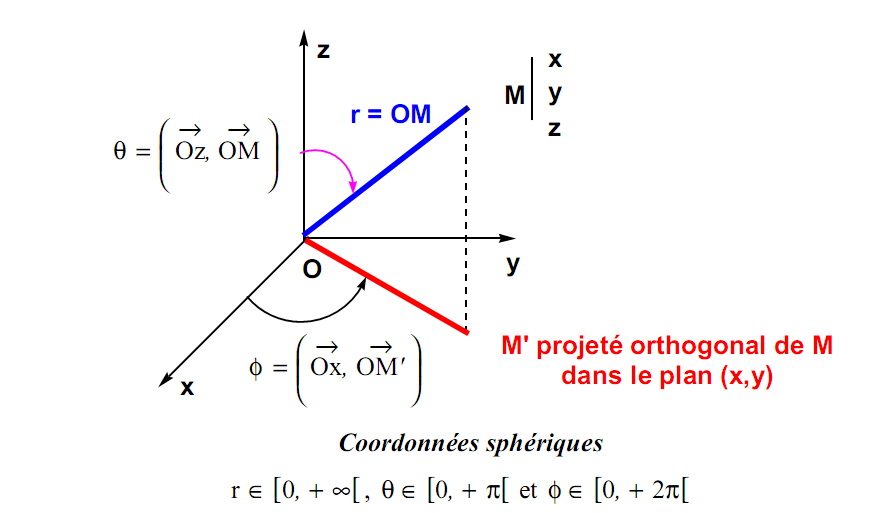 z
x
M | y
z
r = OM
θ = (Oz⃗, OM⃗)
O
y
x
ϕ = (Ox⃗, OM′⃗)
M' projeté orthogonal de M
dans le plan (x,y)
Coordonnées sphériques
r ∈ [0, + ∞[, θ ∈ [0, + π[ et ϕ ∈ [0, + 2π[